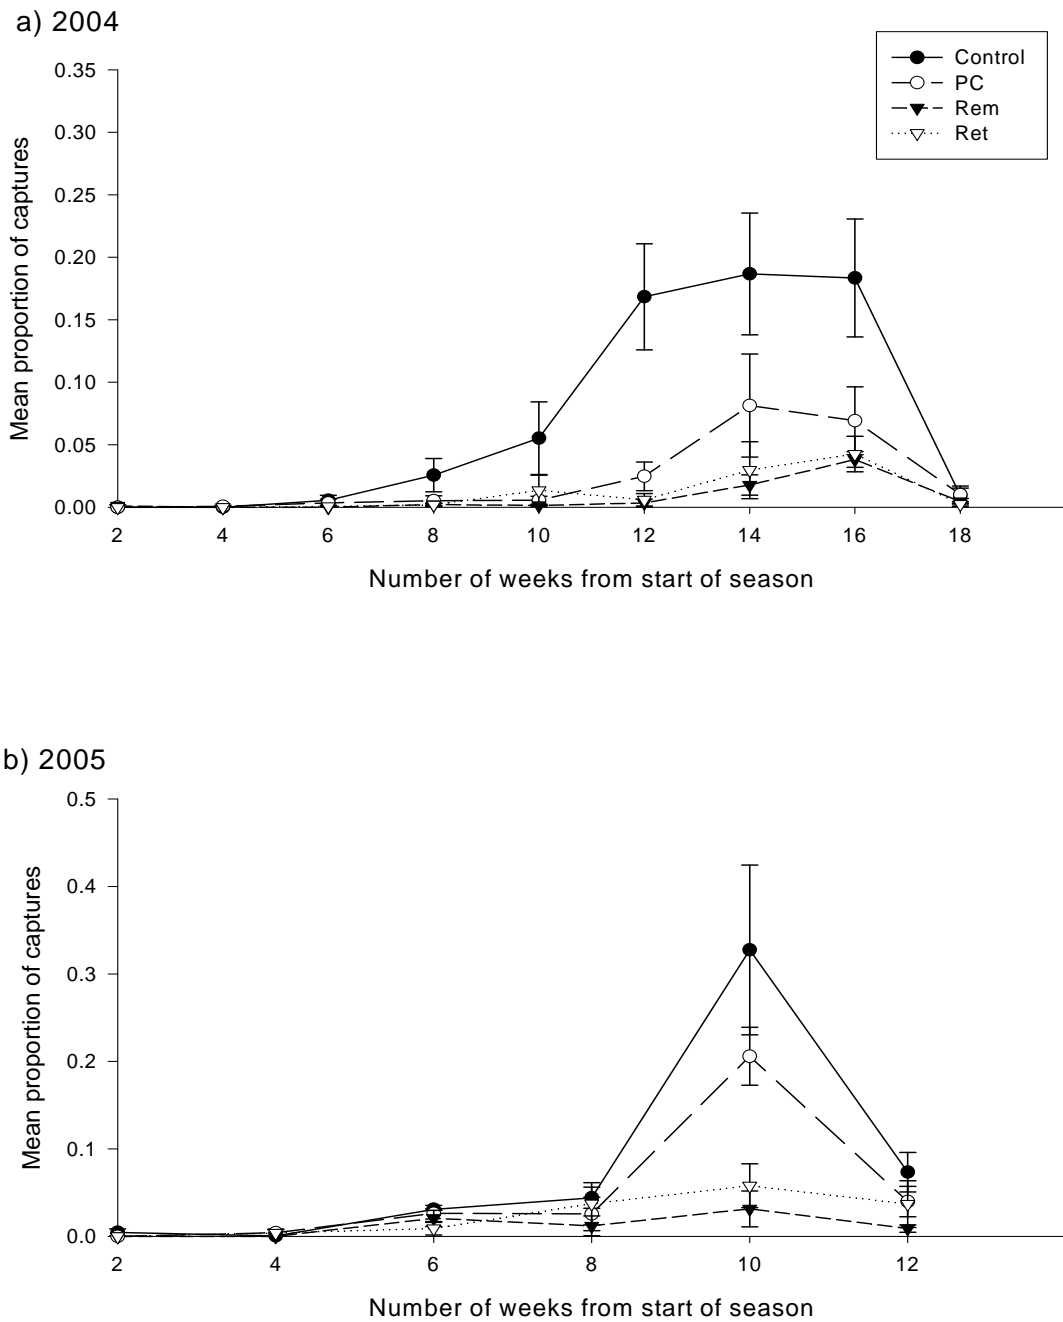 a) 2004
Control
PC
Rem
Ret
0.35
0.30
0.25
0.20
0.15
0.10
0.05
0.00
Mean proportion of captures
2 4 6 8 10 12 14 16 18
Number of weeks from start of season
b) 2005
0.5
0.4
0.3
0.2
0.1
0.0
Mean proportion of captures
2 4 6 8 10 12
Number of weeks from start of season